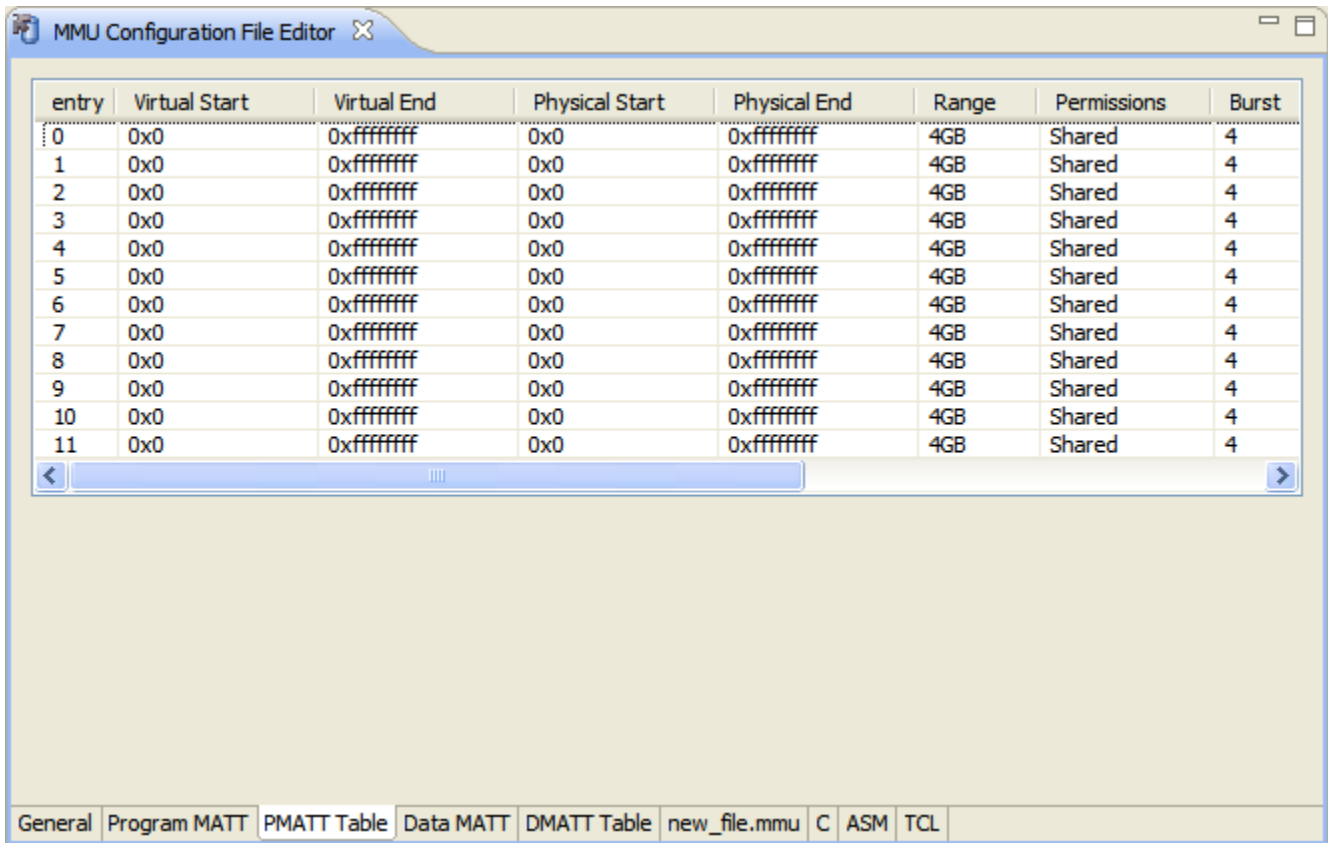 MMU Configuration File Editor
entry Virtual Start Virtual End Physical Start Physical End Range Permissions Burst
0 0x0 0xffffffff 0x0 0xffffffff 4GB Shared 4
1 0x0 0xffffffff 0x0 0xffffffff 4GB Shared 4
2 0x0 0xffffffff 0x0 0xffffffff 4GB Shared 4
3 0x0 0xffffffff 0x0 0xffffffff 4GB Shared 4
4 0x0 0xffffffff 0x0 0xffffffff 4GB Shared 4
5 0x0 0xffffffff 0x0 0xffffffff 4GB Shared 4
6 0x0 0xffffffff 0x0 0xffffffff 4GB Shared 4
7 0x0 0xffffffff 0x0 0xffffffff 4GB Shared 4
8 0x0 0xffffffff 0x0 0xffffffff 4GB Shared 4
9 0x0 0xffffffff 0x0 0xffffffff 4GB Shared 4
10 0x0 0xffffffff 0x0 0xffffffff 4GB Shared 4
11 0x0 0xffffffff 0x0 0xffffffff 4GB Shared 4
General Program MATT PMATT Table Data MATT DMATT Table new_file.mmu C ASM TCL